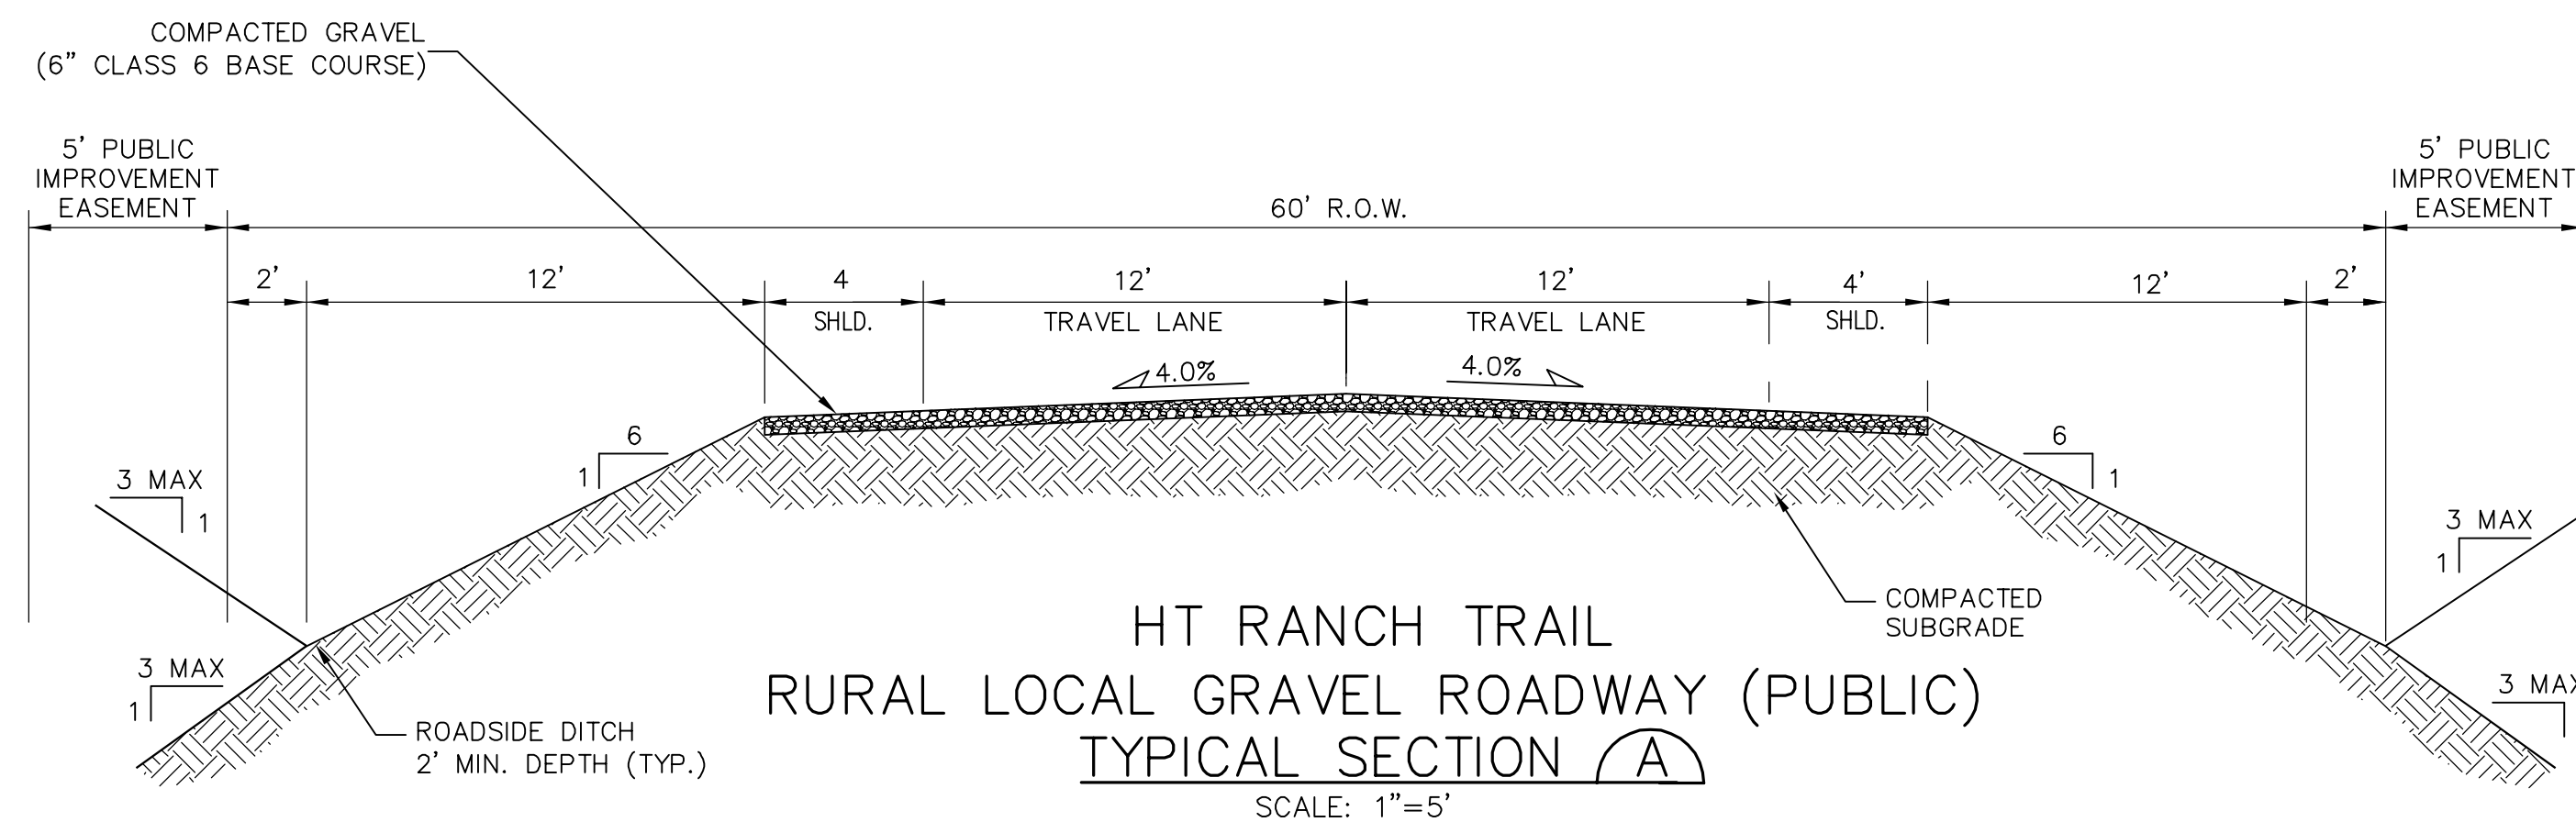 COMPACTED GRAVEL
(6" CLASS 6 BASE COURSE)
5' PUBLIC
IMPROVEMENT
EASEMENT
60' R.O.W.
5' PUBLIC
IMPROVEMENT
EASEMENT
2'
12'
4
12'
12'
4'
12'
2'
SHLD.
TRAVEL LANE
TRAVEL LANE
SHLD.
4.0%
4.0%
6
1
6
1
3 MAX
1
3 MAX
1
3 MAX
1
3 MAX
COMPACTED
SUBGRADE
ROADSIDE DITCH
2' MIN. DEPTH (TYP.)
HT RANCH TRAIL
RURAL LOCAL GRAVEL ROADWAY (PUBLIC)
TYPICAL SECTION A
SCALE: 1"=5'